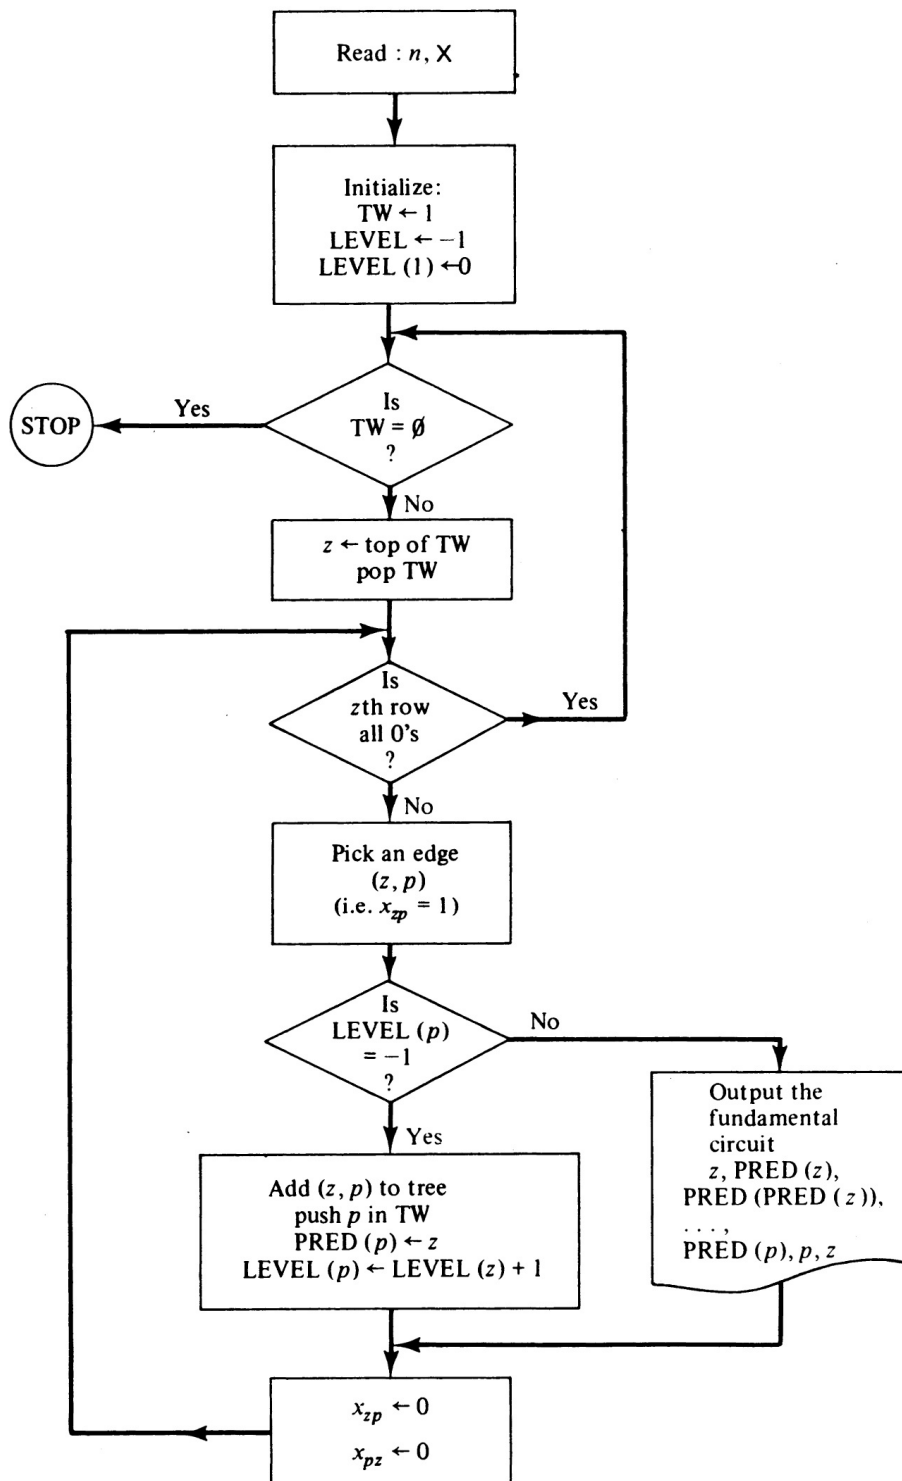 Read : n, X
Initialize:
TW ← 1
LEVEL ← −1
LEVEL (1) ←0
Is
TW = ∅
?
Yes
STOP
No
z ← top of TW
pop TW
Is
zth row
all 0's
?
Yes
No
Pick an edge
(z, p)
(i.e. x_zp = 1)
Is
LEVEL (p)
= −1
?
No
Yes
Output the
fundamental
circuit
z, PRED (z),
PRED (PRED (z)),
. . . ,
PRED (p), p, z
Add (z, p) to tree
push p in TW
PRED (p) ← z
LEVEL (p) ← LEVEL (z) + 1
x_zp ← 0
x_pz ← 0